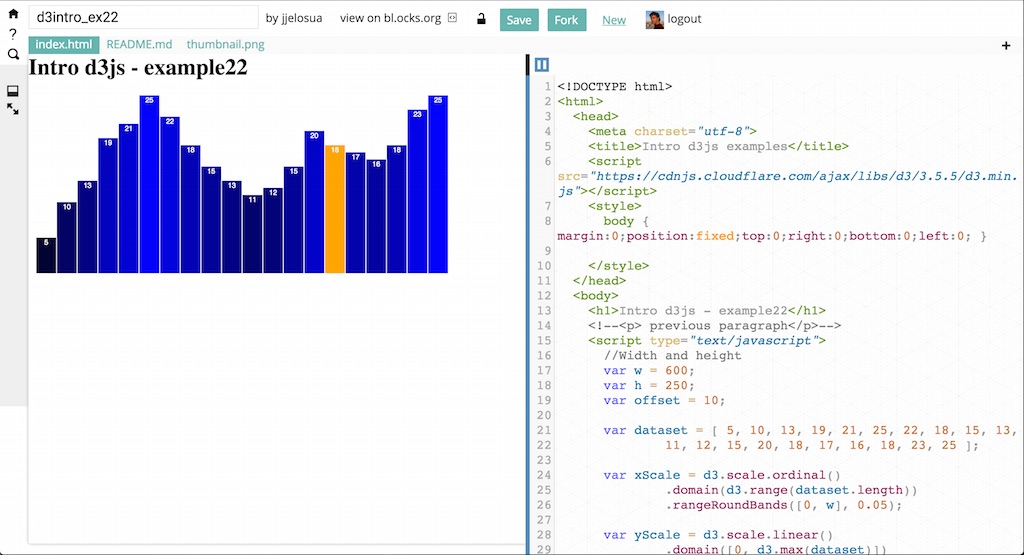 d3intro_ex22 by jjelosua view on bl.ocks.org Save Fork New logout
? index.html README.md thumbnail.png +
Intro d3js - example22
5 10 13 19 21 25 22 18 15 13 11 12 15 20 18 17 16 18 23 25
1 <!DOCTYPE html>
2 <html>
3 <head>
4 <meta charset="utf-8">
5 <title>Intro d3js examples</title>
6 <script
src="https://cdnjs.cloudflare.com/ajax/libs/d3/3.5.5/d3.min.
js"></script>
7 <style>
8 body {
margin:0;position:fixed;top:0;right:0;bottom:0;left:0; }
9
10 </style>
11 </head>
12 <body>
13 <h1>Intro d3js - example22</h1>
14 <!--<p> previous paragraph</p>-->
15 <script type="text/javascript">
16 //Width and height
17 var w = 600;
18 var h = 250;
19 var offset = 10;
20
21 var dataset = [ 5, 10, 13, 19, 21, 25, 22, 18, 15, 13,
22 11, 12, 15, 20, 18, 17, 16, 18, 23, 25 ];
23
24 var xScale = d3.scale.ordinal()
25 .domain(d3.range(dataset.length))
26 .rangeRoundBands([0, w], 0.05);
27
28 var yScale = d3.scale.linear()
29 .domain([0, d3.max(dataset)])